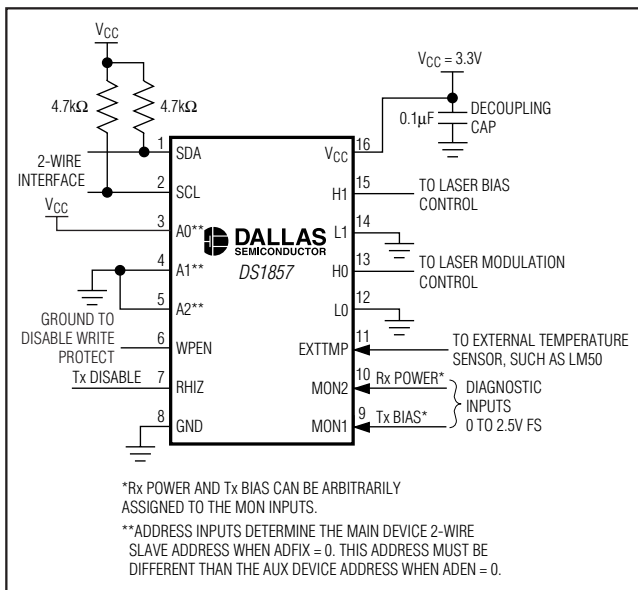 VCC
4.7kΩ
4.7kΩ
2-WIRE
INTERFACE
VCC
GROUND TO
DISABLE WRITE
PROTECT
Tx DISABLE
1 SDA
2 SCL
3 A0**
4 A1**
5 A2**
6 WPEN
7 RHIZ
8 GND
DALLAS
SEMICONDUCTOR
DS1857
VCC = 3.3V
0.1µF
DECOUPLING
CAP
VCC 16
H1 15
TO LASER BIAS
CONTROL
L1 14
H0 13
TO LASER MODULATION
CONTROL
L0 12
EXTTMP 11
TO EXTERNAL TEMPERATURE
SENSOR, SUCH AS LM50
MON2 10 Rx POWER*
MON1 9 Tx BIAS*
DIAGNOSTIC
INPUTS
0 TO 2.5V FS
*Rx POWER AND Tx BIAS CAN BE ARBITRARILY
ASSIGNED TO THE MON INPUTS.
**ADDRESS INPUTS DETERMINE THE MAIN DEVICE 2-WIRE
SLAVE ADDRESS WHEN ADFIX = 0. THIS ADDRESS MUST BE
DIFFERENT THAN THE AUX DEVICE ADDRESS WHEN ADEN = 0.